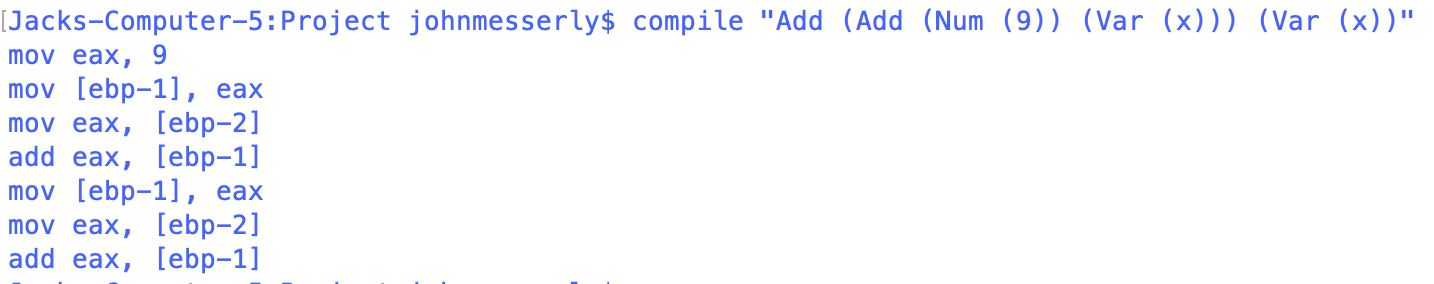 [Jacks-Computer-5:Project johnmesserly$ compile "Add (Add (Num (9)) (Var (x))) (Var (x))"
mov eax, 9
mov [ebp-1], eax
mov eax, [ebp-2]
add eax, [ebp-1]
mov [ebp-1], eax
mov eax, [ebp-2]
add eax, [ebp-1]